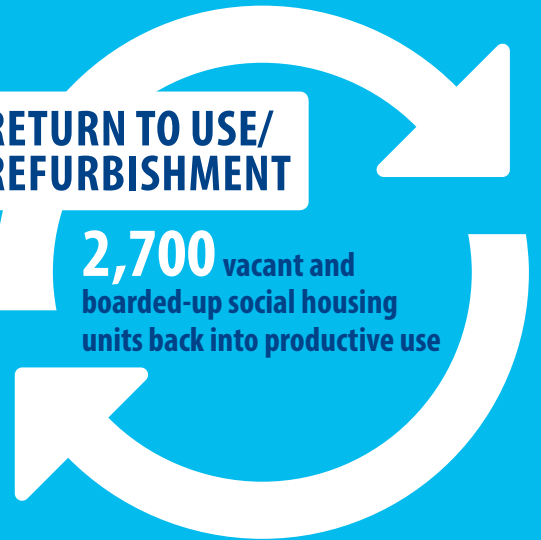 RETURN TO USE/
REFURBISHMENT
2,700 vacant and
boarded-up social housing
units back into productive use